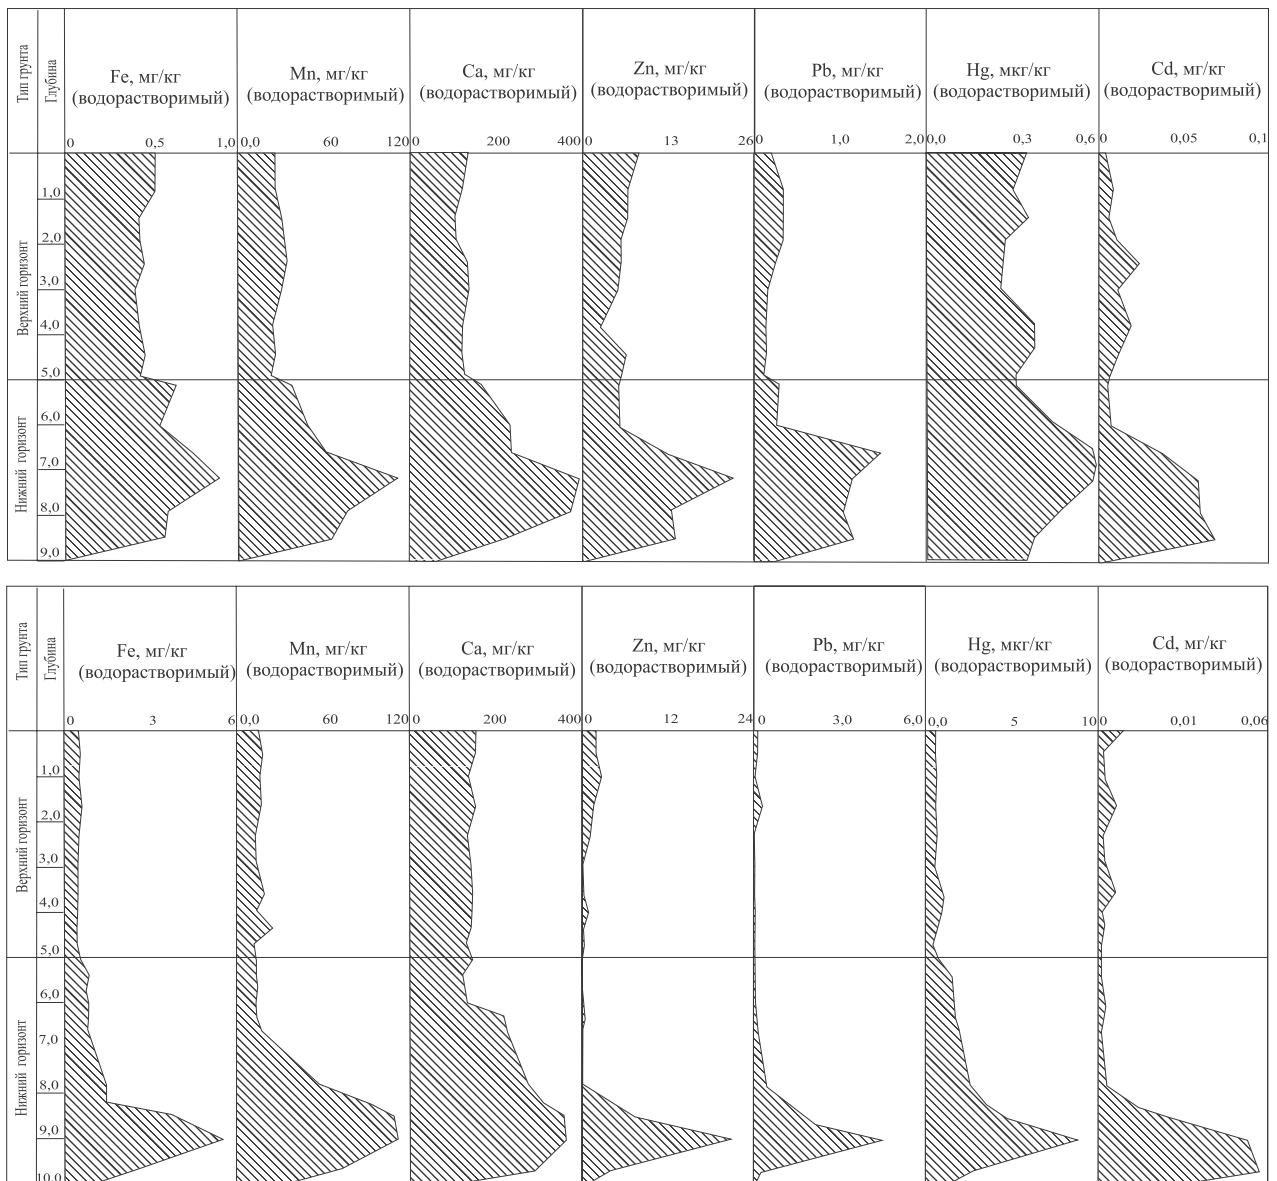 Тип грунта
Глубина
Fe, мг/кг
(водорастворимый)
Mn, мг/кг
(водорастворимый)
Ca, мг/кг
(водорастворимый)
Zn, мг/кг
(водорастворимый)
Pb, мг/кг
(водорастворимый)
Hg, мкг/кг
(водорастворимый)
Cd, мг/кг
(водорастворимый)
0 0,5 1,0 0,0 60 120 0 200 400 0 13 26 0 1,0 2,0 0,0 0,3 0,6 0 0,05 0,1
Верхний горизонт
1,0
2,0
3,0
4,0
5,0
Нижний горизонт
6,0
7,0
8,0
9,0
Тип грунта
Глубина
Fe, мг/кг
(водорастворимый)
Mn, мг/кг
(водорастворимый)
Ca, мг/кг
(водорастворимый)
Zn, мг/кг
(водорастворимый)
Pb, мг/кг
(водорастворимый)
Hg, мкг/кг
(водорастворимый)
Cd, мг/кг
(водорастворимый)
0 3 6 0,0 60 120 0 200 400 0 12 24 0 3,0 6,0 0,0 5 10 0 0,01 0,06
Верхний горизонт
1,0
2,0
3,0
4,0
5,0
Нижний горизонт
6,0
7,0
8,0
9,0
10,0